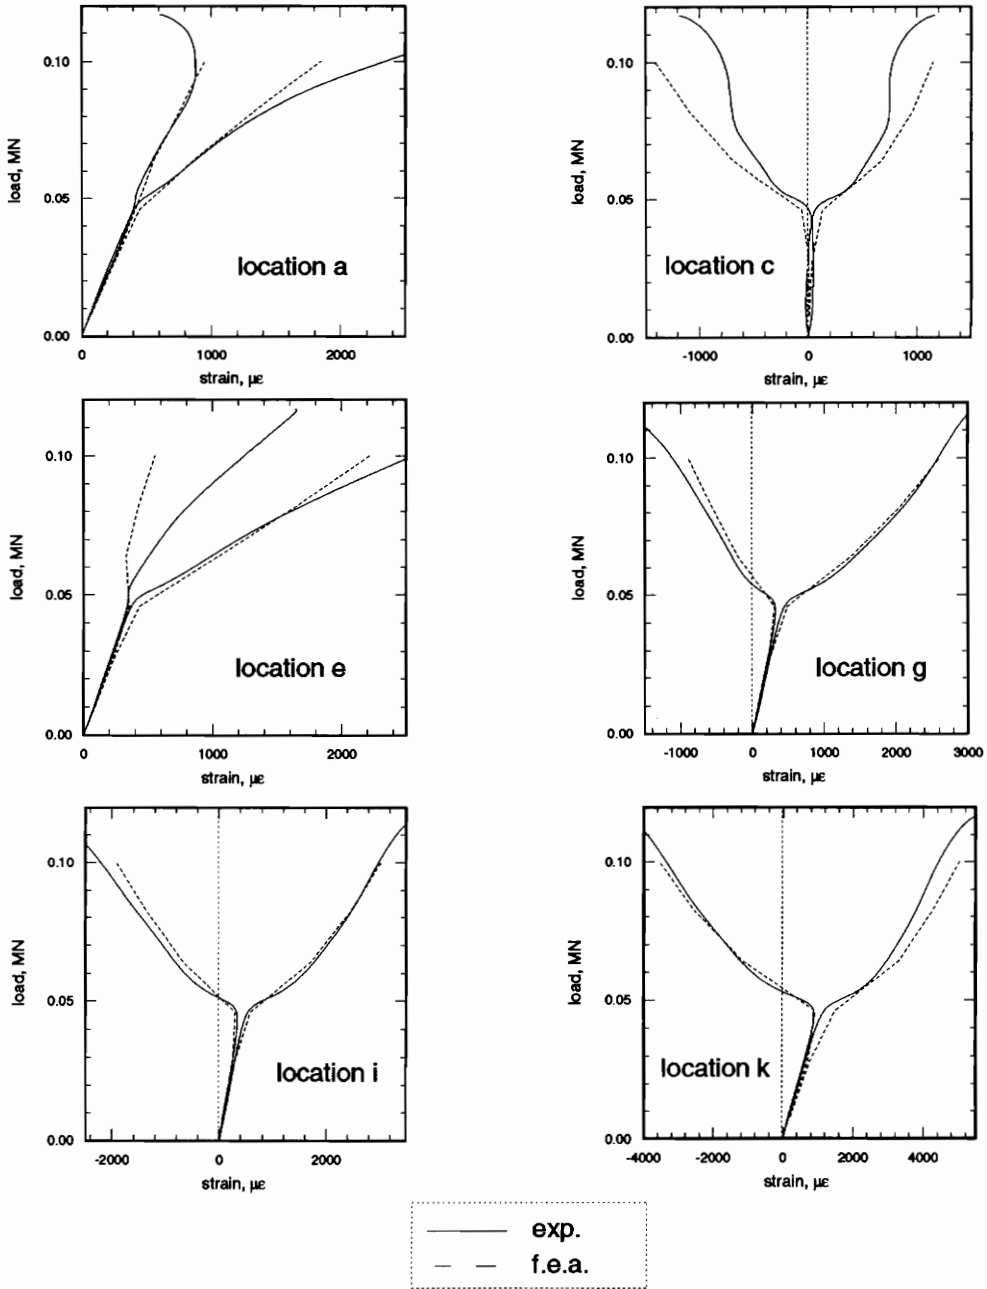 0.10
load, MN
0.05
location a
0.00
0
1000
2000
strain, με
0.10
load, MN
0.05
location c
0.00
-1000
0
1000
strain, με
0.10
load, MN
0.05
location e
0.00
0
1000
2000
strain, με
0.10
load, MN
0.05
location g
0.00
-1000
0
1000
2000
3000
strain, με
0.10
load, MN
0.05
location i
0.00
-2000
0
2000
strain, με
0.10
load, MN
0.05
location k
0.00
-4000
-2000
0
2000
4000
strain, με
exp.
f.e.a.